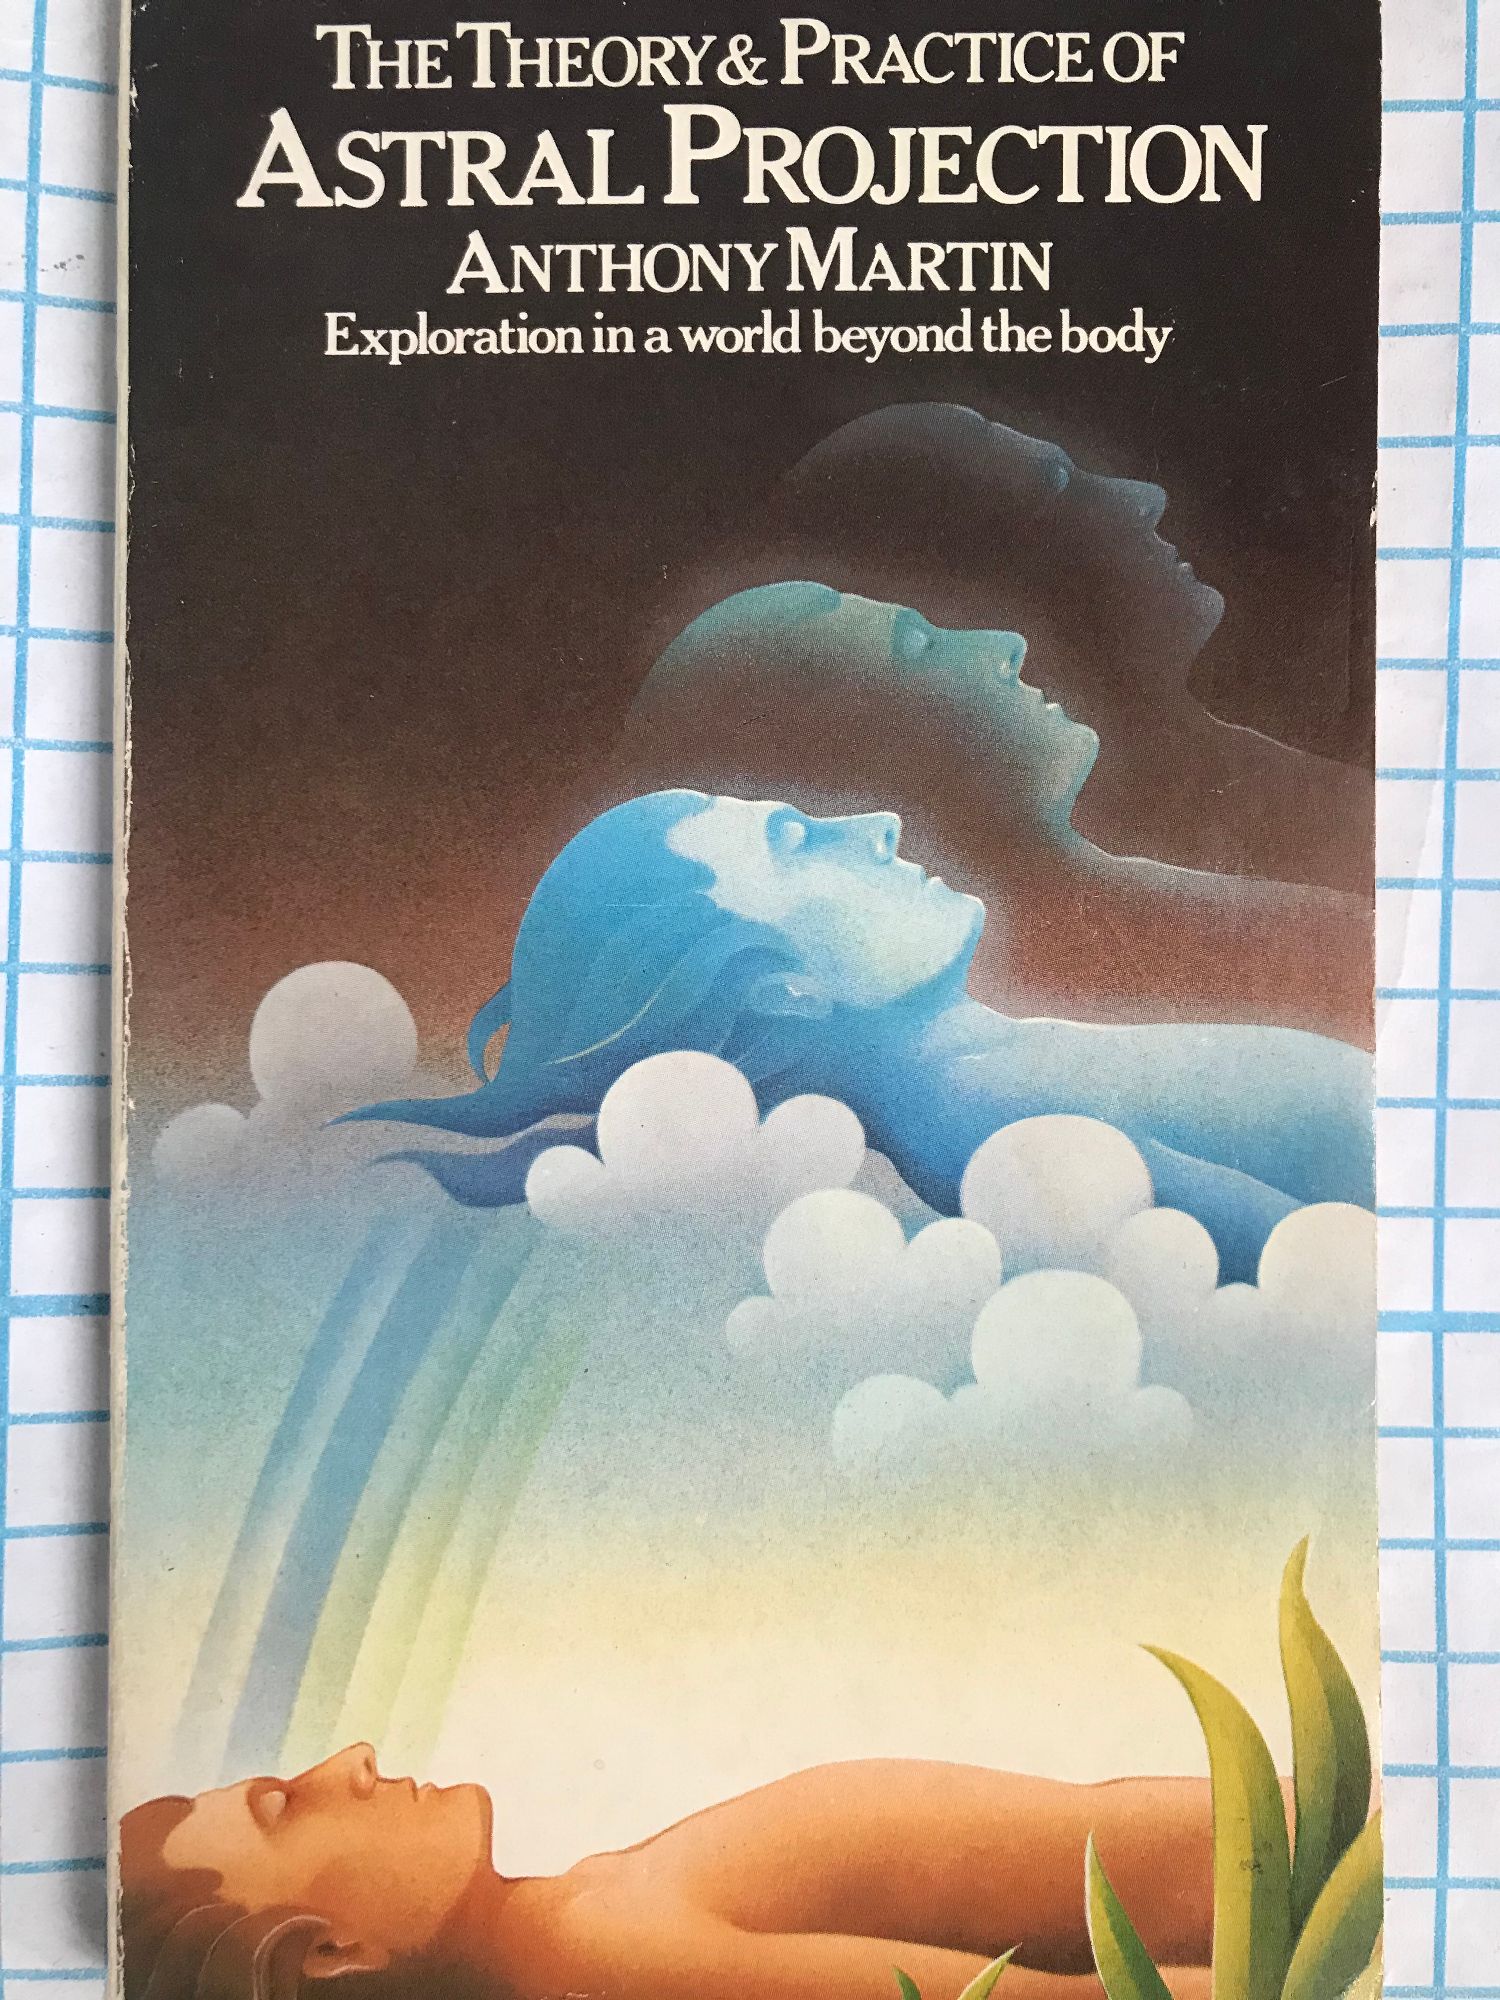 THE THEORY & PRACTICE OF
ASTRAL PROJECTION
ANTHONY MARTIN
Exploration in a world beyond the body